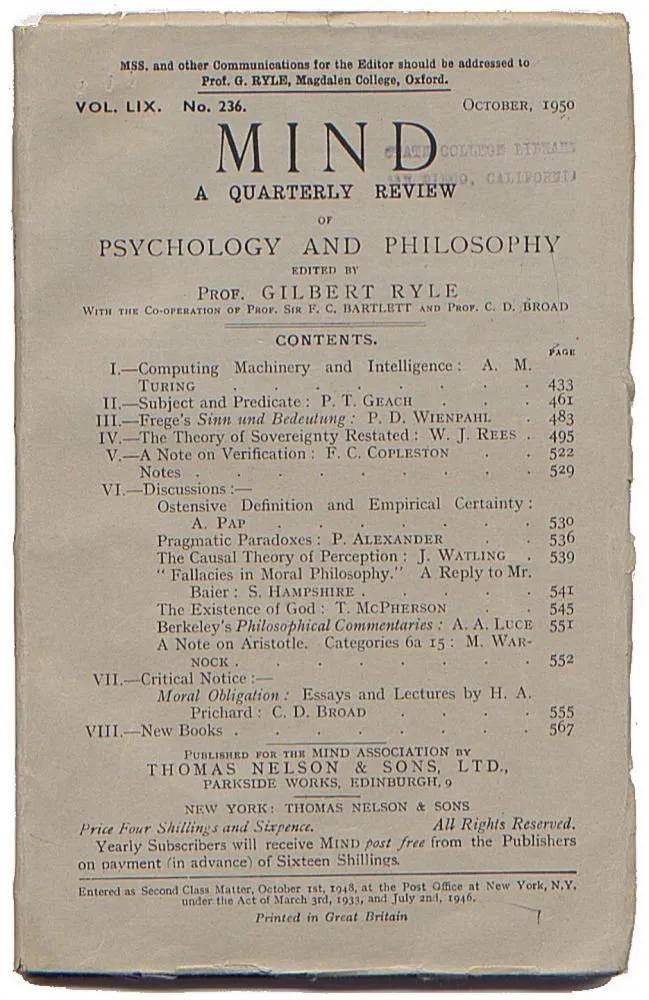 MSS. and other Communications for the Editor should be addressed to
Prof. G. RYLE, Magdalen College, Oxford.
VOL. LIX. No. 236. OCTOBER, 1950
MIND
STATE COLLEGE LIBRARY
SAN DIEGO, CALIFORNIA
A QUARTERLY REVIEW
OF
PSYCHOLOGY AND PHILOSOPHY
EDITED BY
PROF. GILBERT RYLE
WITH THE CO-OPERATION OF PROF. SIR F. C. BARTLETT AND PROF. C. D. BROAD
CONTENTS.
PAGE
I.—Computing Machinery and Intelligence: A. M.
TURING . . . . . . . . 433
II.—Subject and Predicate: P. T. GEACH . . . 461
III.—Frege's Sinn und Bedeutung: P. D. WIENPAHL . 483
IV.—The Theory of Sovereignty Restated: W. J. REES . 495
V.—A Note on Verification: F. C. COPLESTON . . 522
Notes . . . . . . . . . 529
VI.—Discussions:—
Ostensive Definition and Empirical Certainty:
A. PAP . . . . . . . 530
Pragmatic Paradoxes: P. ALEXANDER . . 536
The Causal Theory of Perception: J. WATLING . 539
"Fallacies in Moral Philosophy." A Reply to Mr.
Baier: S. HAMPSHIRE . . . . . 541
The Existence of God: T. MCPHERSON . . 545
Berkeley's Philosophical Commentaries: A. A. LUCE 551
A Note on Aristotle. Categories 6a 15: M. WAR-
NOCK . . . . . . . . 552
VII.—Critical Notice:—
Moral Obligation: Essays and Lectures by H. A.
Prichard: C. D. BROAD . . . . 555
VIII.—New Books . . . . . . . . 567
PUBLISHED FOR THE MIND ASSOCIATION BY
THOMAS NELSON & SONS, LTD.,
PARKSIDE WORKS, EDINBURGH, 9
NEW YORK: THOMAS NELSON & SONS
Price Four Shillings and Sixpence. All Rights Reserved.
Yearly Subscribers will receive MIND post free from the Publishers
on payment (in advance) of Sixteen Shillings.
Entered as Second Class Matter, October 1st, 1948, at the Post Office at New York, N.Y.
under the Act of March 3rd, 1933, and July 2nd, 1946.
Printed in Great Britain